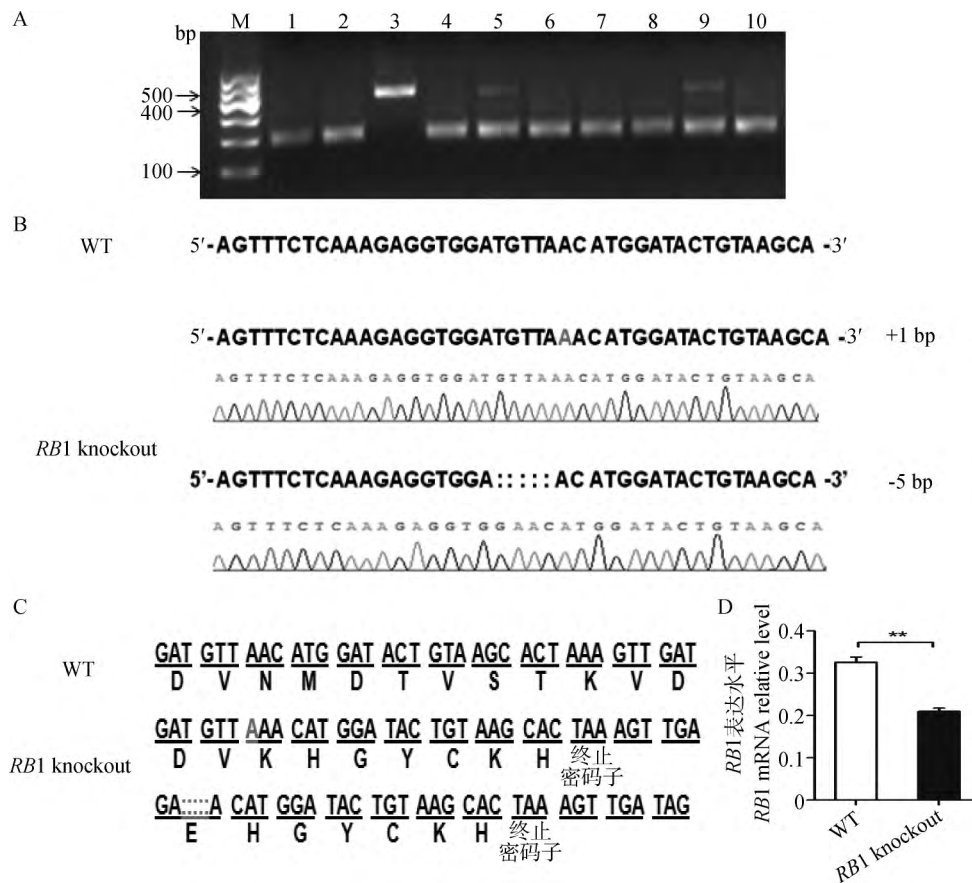 A
M 1 2 3 4 5 6 7 8 9 10
bp
500
400
100
B
WT 5′-AGTTTCTCAAAGAGGTGGATGTTAACATGGATACTGTAAGCA-3′
5′-AGTTTCTCAAAGAGGTGGATGTTAAACATGGATACTGTAAGCA-3′ +1 bp
AGTTTCTCAAAGAGGTGGATGTTAAACATGGATACTGTAAGCA
RB1 knockout
5'-AGTTTCTCAAAGAGGTGGA:::::ACATGGATACTGTAAGCA-3' -5 bp
AGTTTCTCAAAGAGGTGGAACATGGATACTGTAAGCA
C
WT
GAT GTT AAC ATG GAT ACT GTA AGC ACT AAA GTT GAT
D V N M D T V S T K V D
RB1 knockout
GAT GTT AAA CAT GGA TAC TGT AAG CAC TAA AGT TGA
D V K H G Y C K H 终止
密码子
GA:::::A CAT GGA TAC TGT AAG CAC TAA AGT TGA TAG
E H G Y C K H 终止
密码子
D
RB1表达水平
RB1 mRNA relative level
0.4
0.3
0.2
0.1
0
**
WT
RB1 knockout